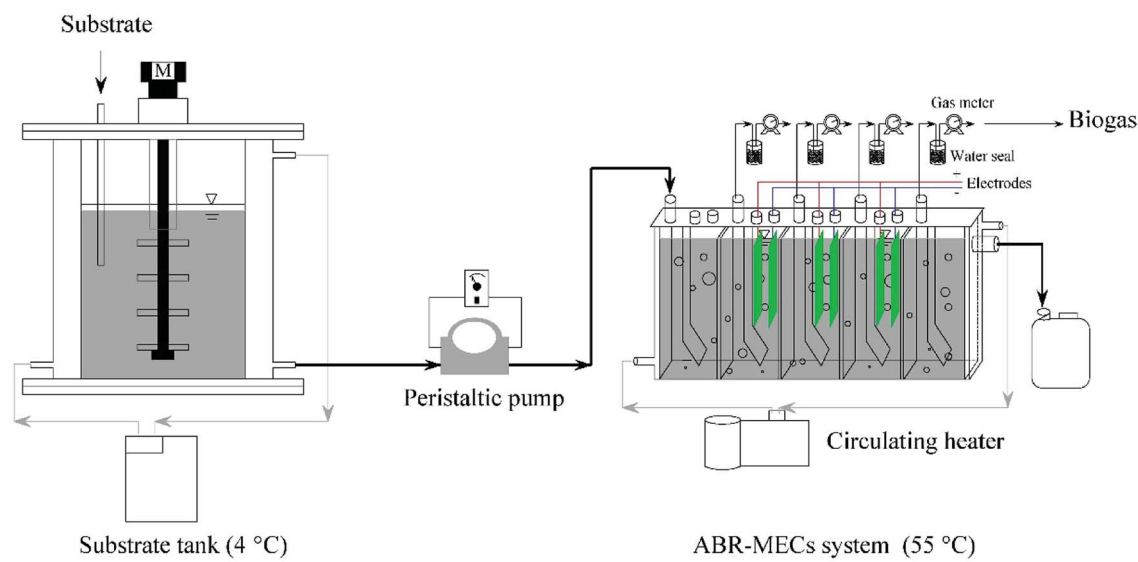 Substrate
M
Gas meter
Biogas
Water seal
+
Electrodes
-
Peristaltic pump
Circulating heater
Substrate tank (4 °C)
ABR-MECs system (55 °C)